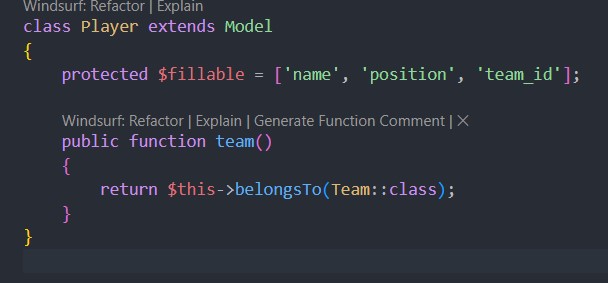 Windsurf: Refactor | Explain
class Player extends Model
{
    protected $fillable = ['name', 'position', 'team_id'];
    Windsurf: Refactor | Explain | Generate Function Comment | ×
    public function team()
    {
        return $this->belongsTo(Team::class);
    }
}